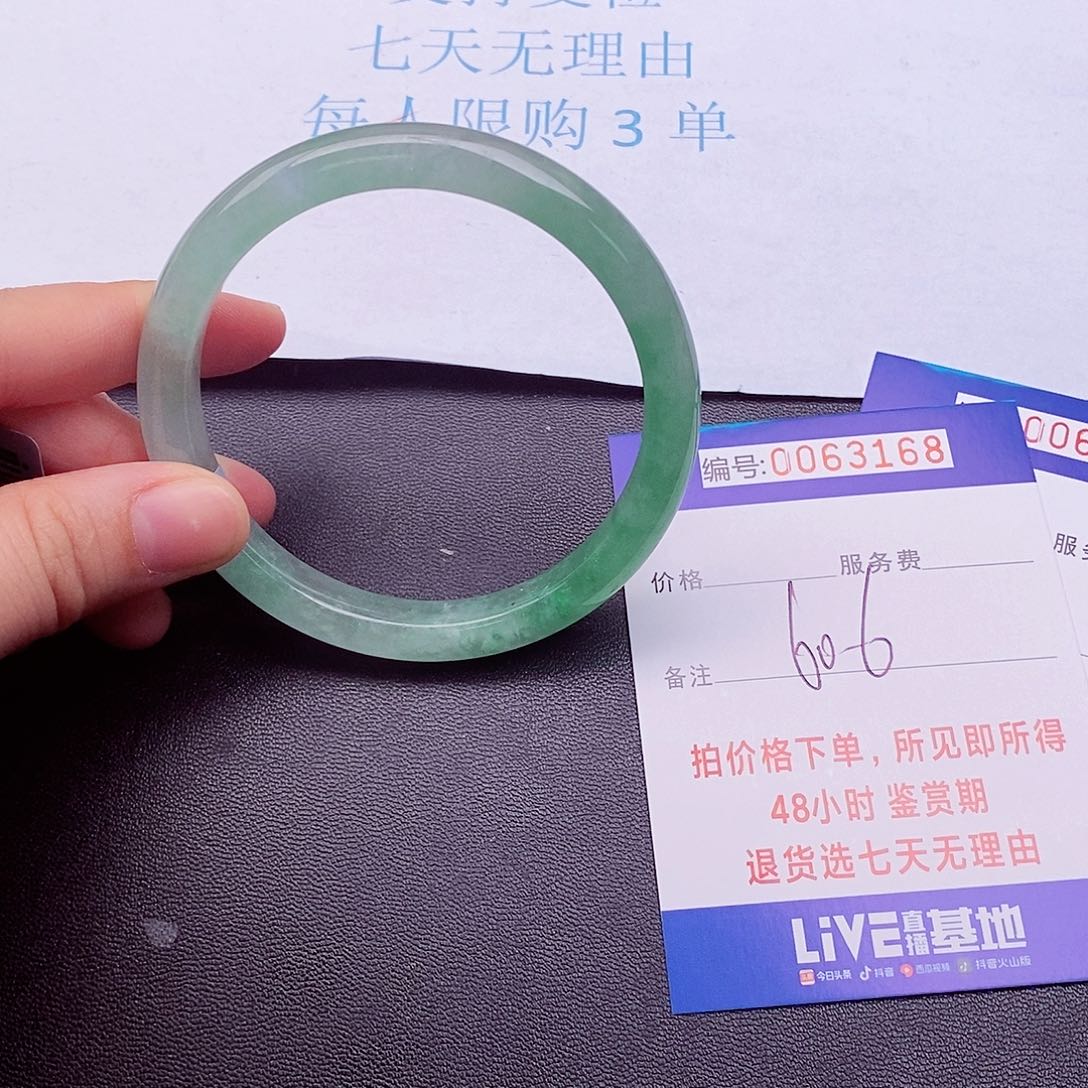 七天无理由
每人限购 3 单
编号:0063168
价格 服务费
60-6
备注
拍价格下单，所见即所得
48小时 鉴赏期
退货选七天无理由
LiVE直播基地
今日头条 抖音 西瓜视频 抖音火山版
006
服